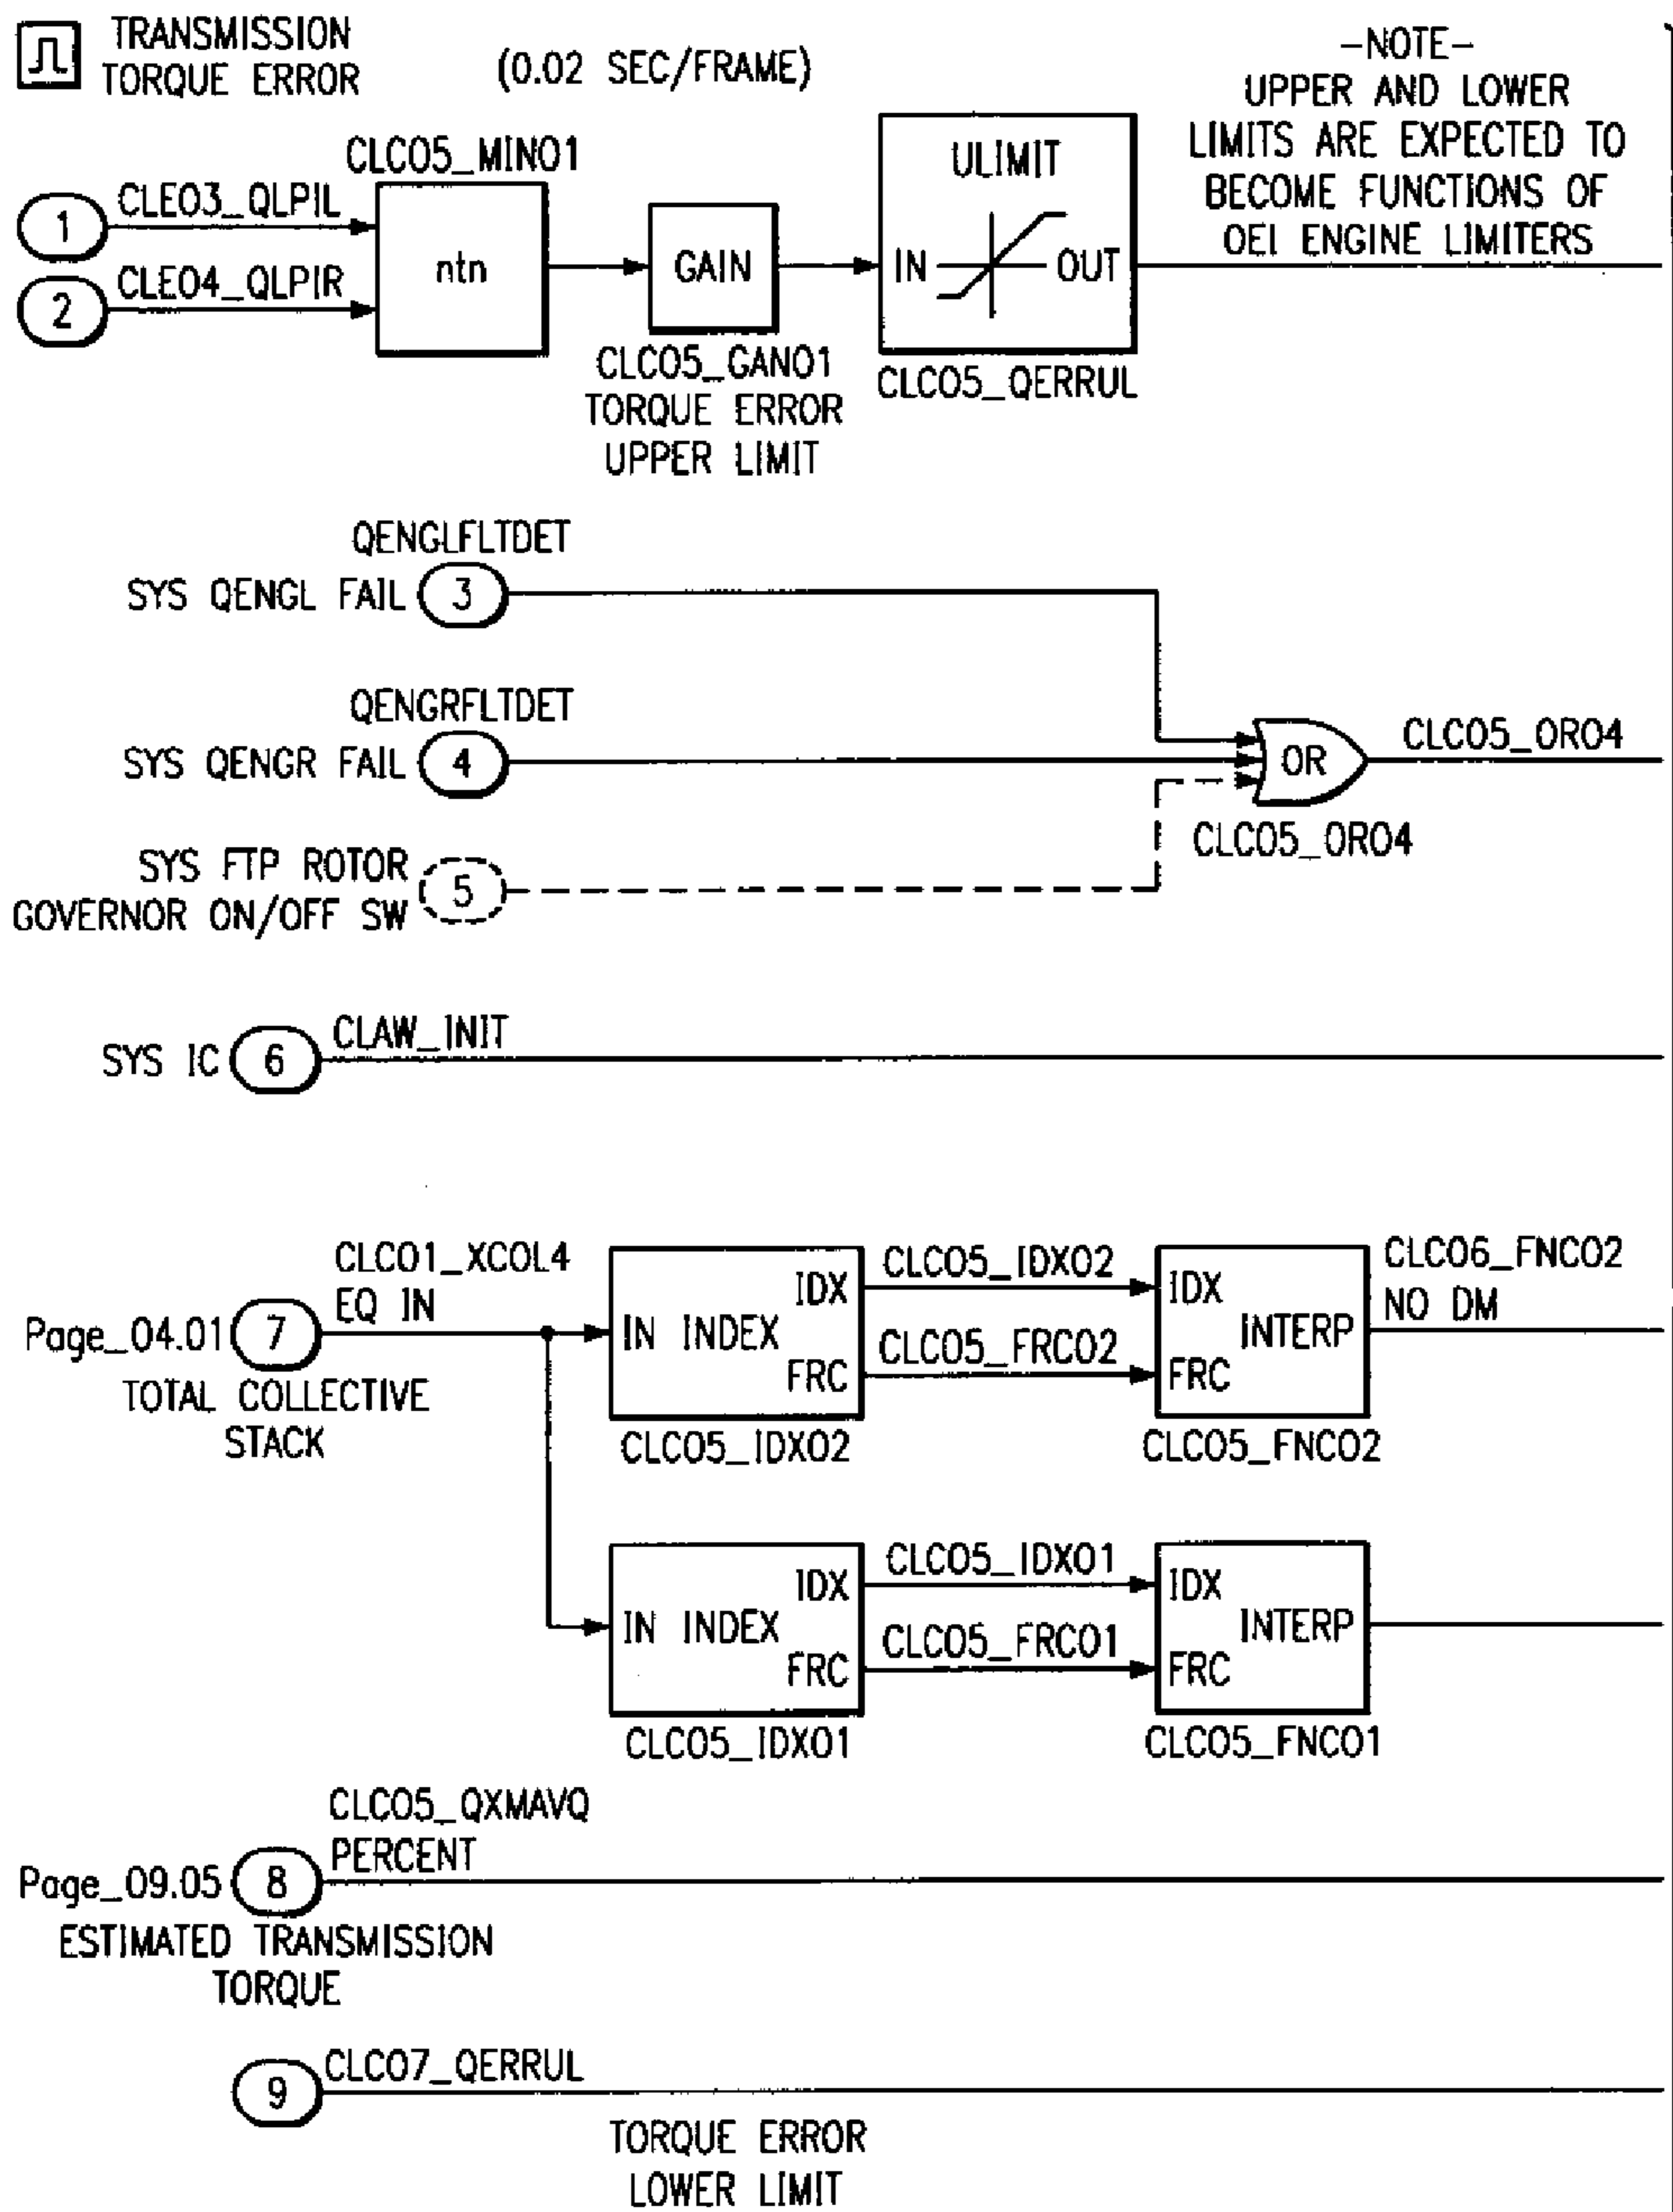 TRANSMISSION
TORQUE ERROR
(0.02 SEC/FRAME)
-NOTE-
UPPER AND LOWER
LIMITS ARE EXPECTED TO
BECOME FUNCTIONS OF
OEI ENGINE LIMITERS
CLC05_MIN01
1
CLE03_QLPIL
2
CLE04_QLPIR
ntn
GAIN
CLC05_GAN01
TORQUE ERROR
UPPER LIMIT
ULIMIT
IN
OUT
CLC05_QERRUL
QENGLFLTDET
SYS QENGL FAIL
3
QENGRFLTDET
SYS QENGR FAIL
4
SYS FTP ROTOR
GOVERNOR ON/OFF SW
5
OR
CLC05_OR04
CLC05_OR04
SYS IC
6
CLAW_INIT
Page_04.01
7
CLC01_XCOL4
EQ IN
TOTAL COLLECTIVE
STACK
IN INDEX
IDX
FRC
CLC05_IDX02
CLC05_IDX02
CLC05_FRC02
IDX
INTERP
FRC
CLC05_FNC02
CLC06_FNC02
NO DM
IN INDEX
IDX
FRC
CLC05_IDX01
CLC05_IDX01
CLC05_FRC01
IDX
INTERP
FRC
CLC05_FNC01
Page_09.05
8
CLC05_QXMAVQ
PERCENT
ESTIMATED TRANSMISSION
TORQUE
9
CLC07_QERRUL
TORQUE ERROR
LOWER LIMIT